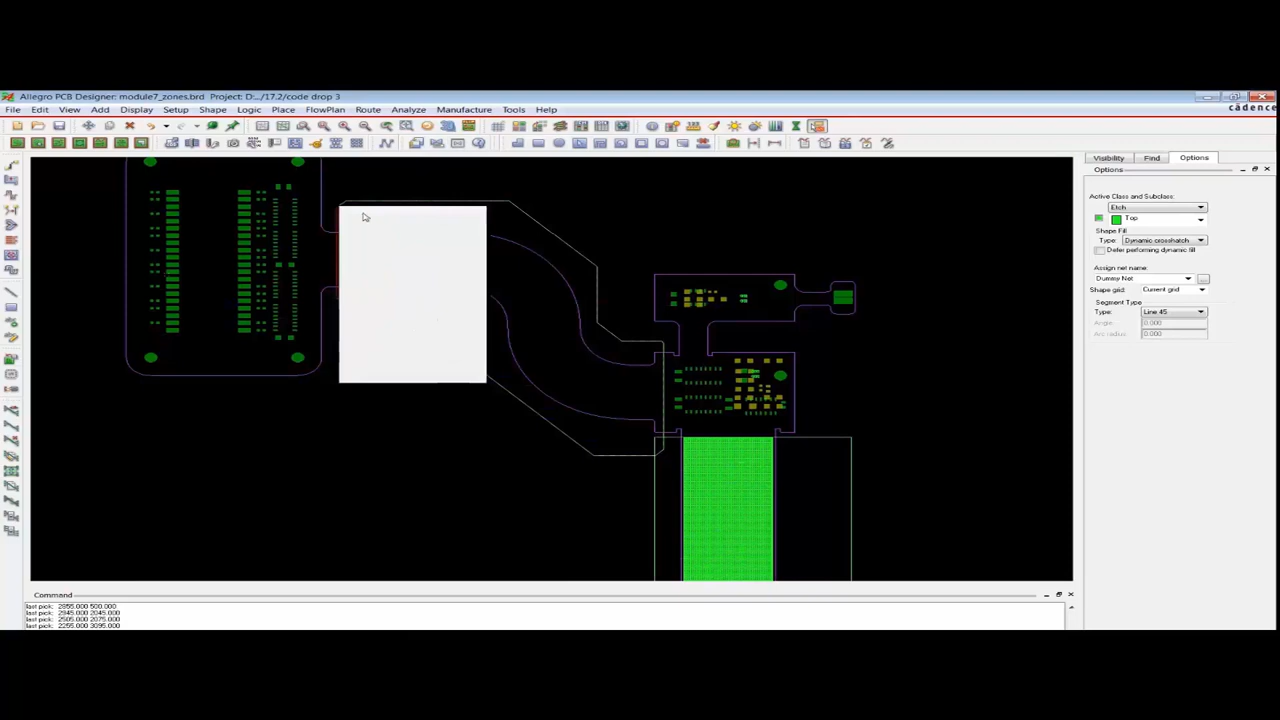 Allegro PCB Designer: module7_zones.brd Project: D:.../17.2/code drop 3
File Edit View Add Display Setup Shape Logic Place FlowPlan Route Analyze Manufacture Tools Help
cādence
Visibility Find Options
Options
Active Class and Subclass:
Etch
Top
Shape Fill
Type: Dynamic crosshatch
Defer performing dynamic fill
Assign net name:
Dummy Net
...
Shape grid: Current grid
Segment Type
Type: Line 45
Angle: 0.000
Arc radius: 0.000
Command
last pick: 2855.000 500.000
last pick: 2945.000 2045.000
last pick: 2505.000 2075.000
last pick: 2255.000 3095.000